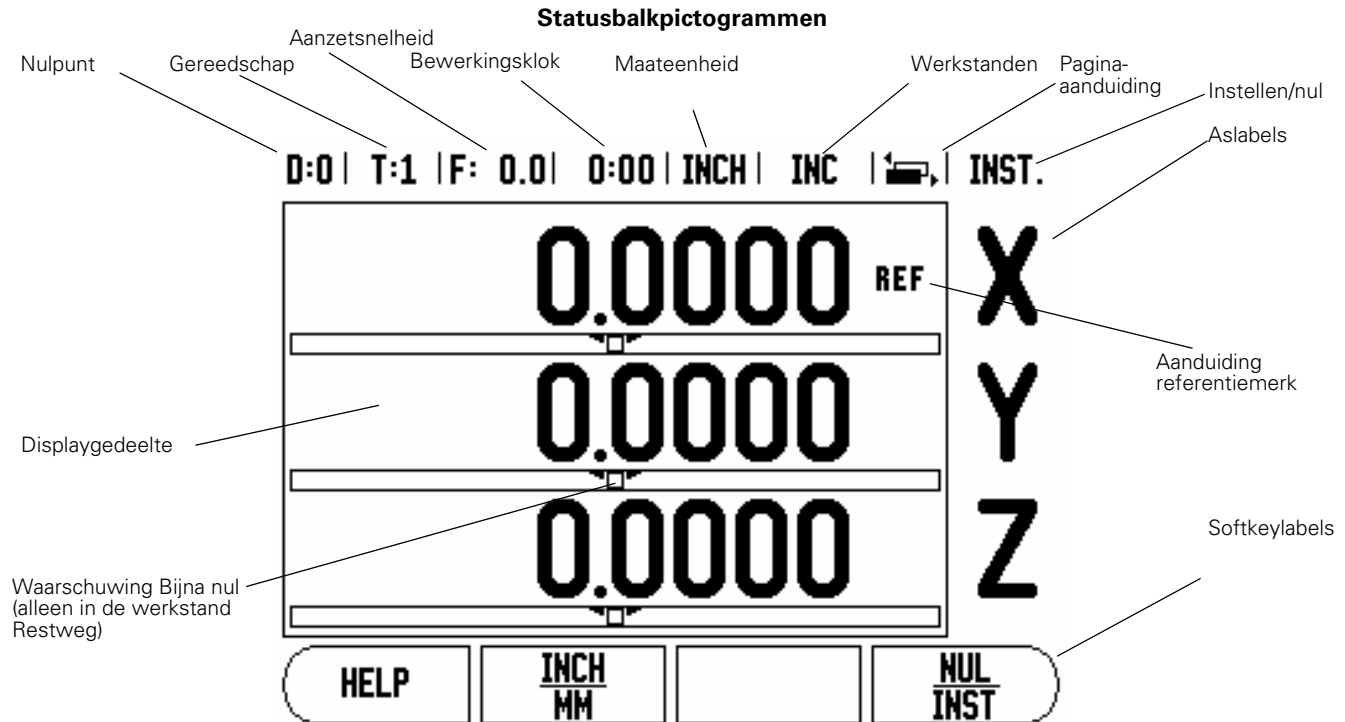 Statusbalkpictogrammen
Nulpunt
Gereedschap
Aanzetsnelheid
Bewerkingsklok
Maateenheid
Werkstanden
Pagina-
aanduiding
Instellen/nul
Aslabels
D:0 | T:1 | F: 0.0 | 0:00 | INCH | INC | | INST.
0.0000 REF X
Aanduiding
referentiemerk
0.0000 Y
Displaygedeelte
0.0000 Z
Softkeylabels
Waarschuwing Bijna nul
(alleen in de werkstand
Restweg)
HELP
INCH
MM
NUL
INST